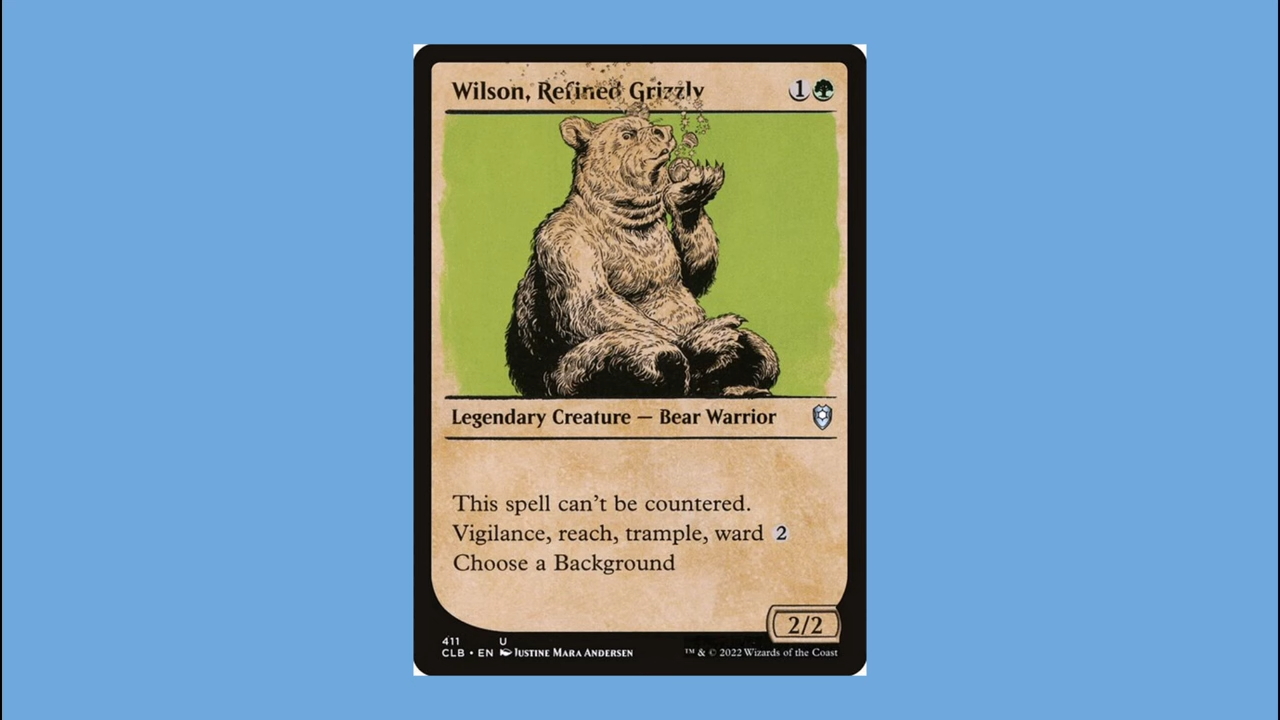 Wilson, Refined Grizzly 1
Legendary Creature — Bear Warrior
This spell can't be countered.
Vigilance, reach, trample, ward 2
Choose a Background
2/2
411 U
CLB • EN JUSTINE MARA ANDERSEN
™ & © 2022 Wizards of the Coast